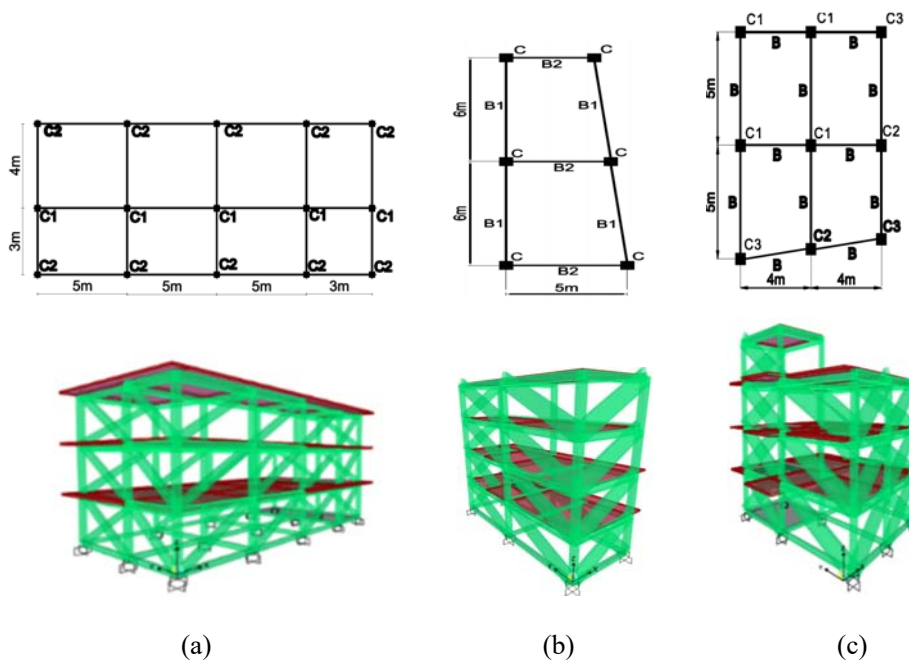 C2 C2 C2 C2 C2
4m
C1 C1 C1 C1 C1
3m
C2 C2 C2 C2 C2
5m 5m 5m 3m
C C
B2
6m B1 B1
C C
B2
6m B1 B1
C C
B2
5m
C1 C1 C3
B B
5m B B B
C1 C1 C2
B B
5m B B B
C3 C2 C3
B B
4m 4m
(a) (b) (c)